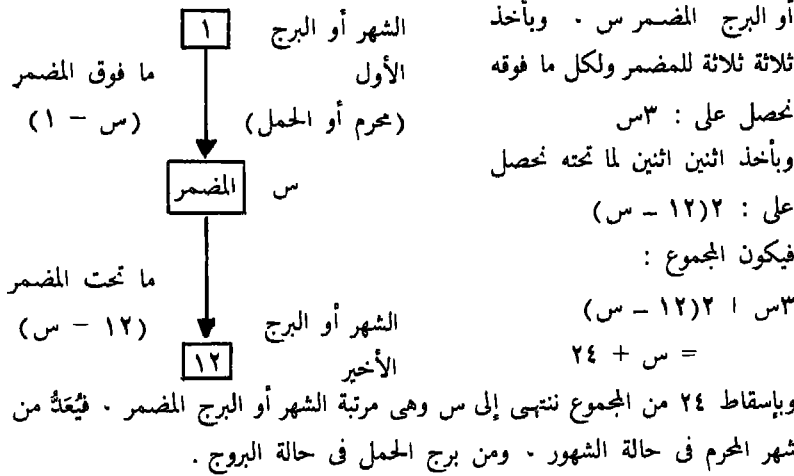 أو البرج المضمر س . وبأخذ
ثلاثة ثلاثة للمضمر ولكل ما فوقه
نحصل على : ٣س
وبأخذ اثنين اثنين لما تحته نحصل
على : ٢(١٢ – س)
فيكون المجموع :
٣س ا ٢(١٢ – س)
= س + ٢٤
١
الشهر أو البرج
الأول
(محرم أو الحمل)
ما فوق المضمر
(س – ١)
س
المضمر
ما تحت المضمر
(١٢ – س)
الشهر أو البرج
الأخير
١٢
وبإسقاط ٢٤ من المجموع ننتهى إلى س وهى مرتبة الشهر أو البرج المضمر . فيُعَدُّ من
شهر المحرم فى حالة الشهور . ومن برج الحمل فى حالة البروج .